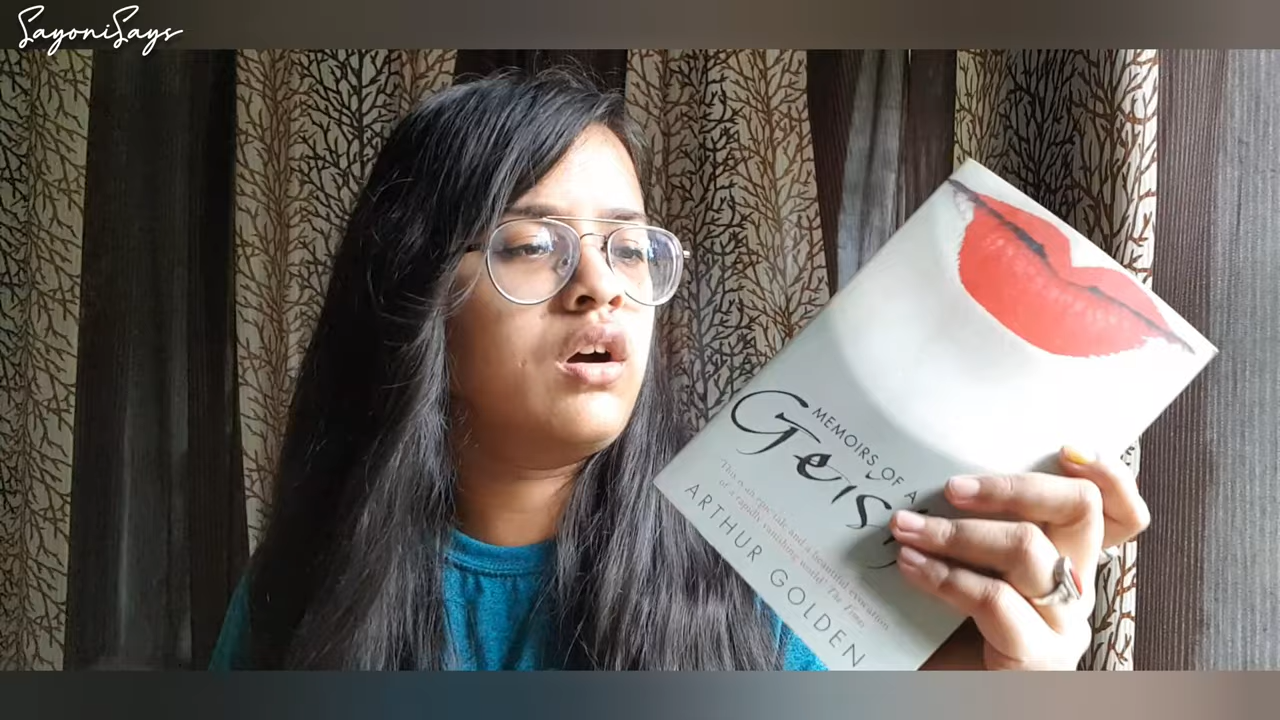 SayoniSays
MEMOIRS OF A
Geish
'This is an epic tale and a beautiful evocation
of a rapidly vanishing world' The Times
ARTHUR GOLDEN